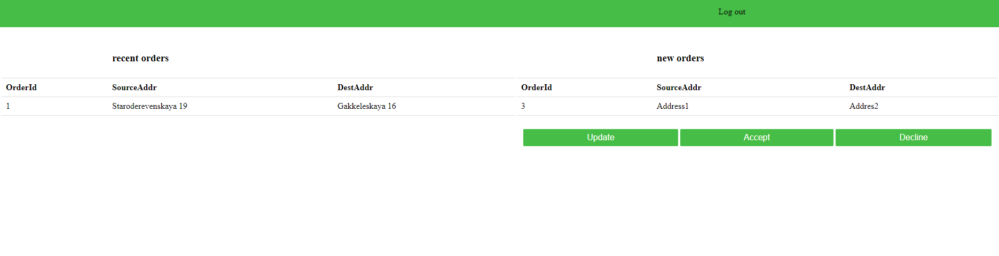 Log out
recent orders
OrderId SourceAddr DestAddr
1 Staroderevenskaya 19 Gakkeleskaya 16
new orders
OrderId SourceAddr DestAddr
3 Address1 Addres2
Update Accept Decline